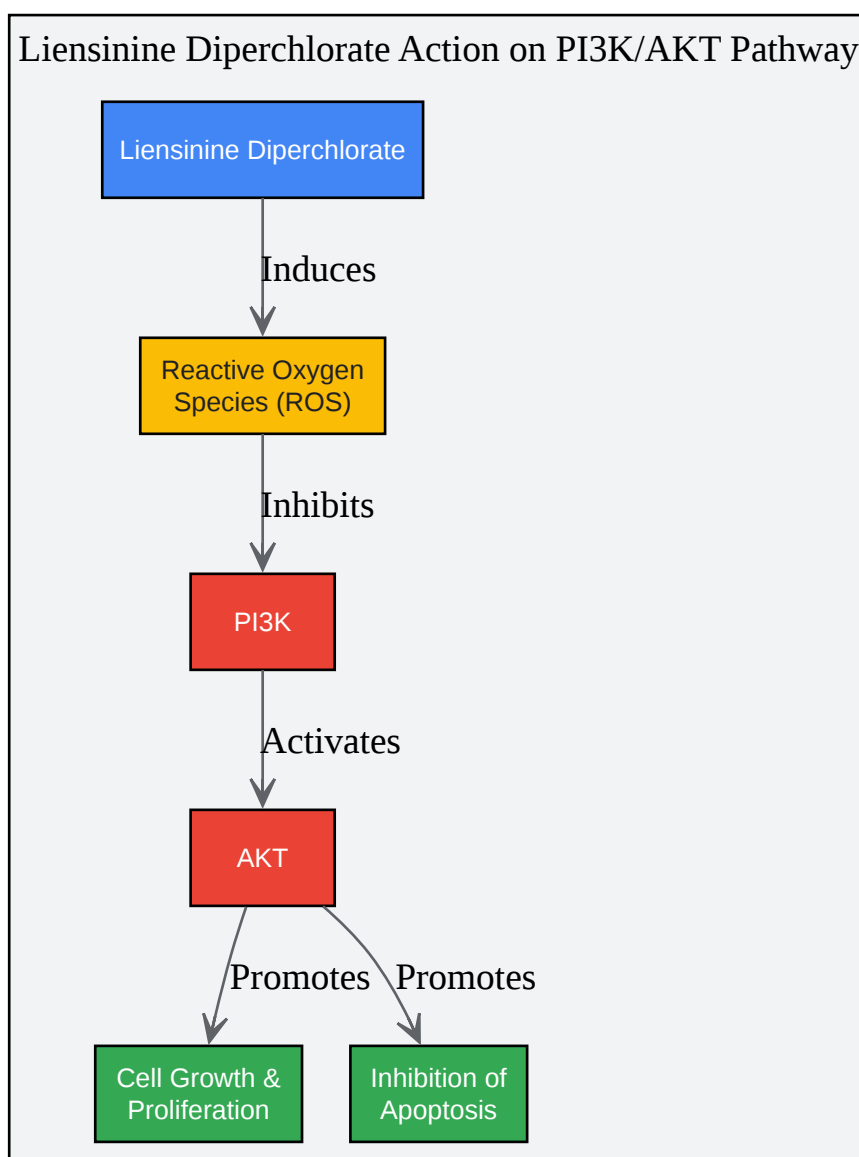 Liensinine Diperchlorate Action on PI3K/AKT Pathway
Liensinine Diperchlorate
Induces
Reactive Oxygen
Species (ROS)
Inhibits
PI3K
Activates
AKT
Promotes
Promotes
Cell Growth &
Proliferation
Inhibition of
Apoptosis